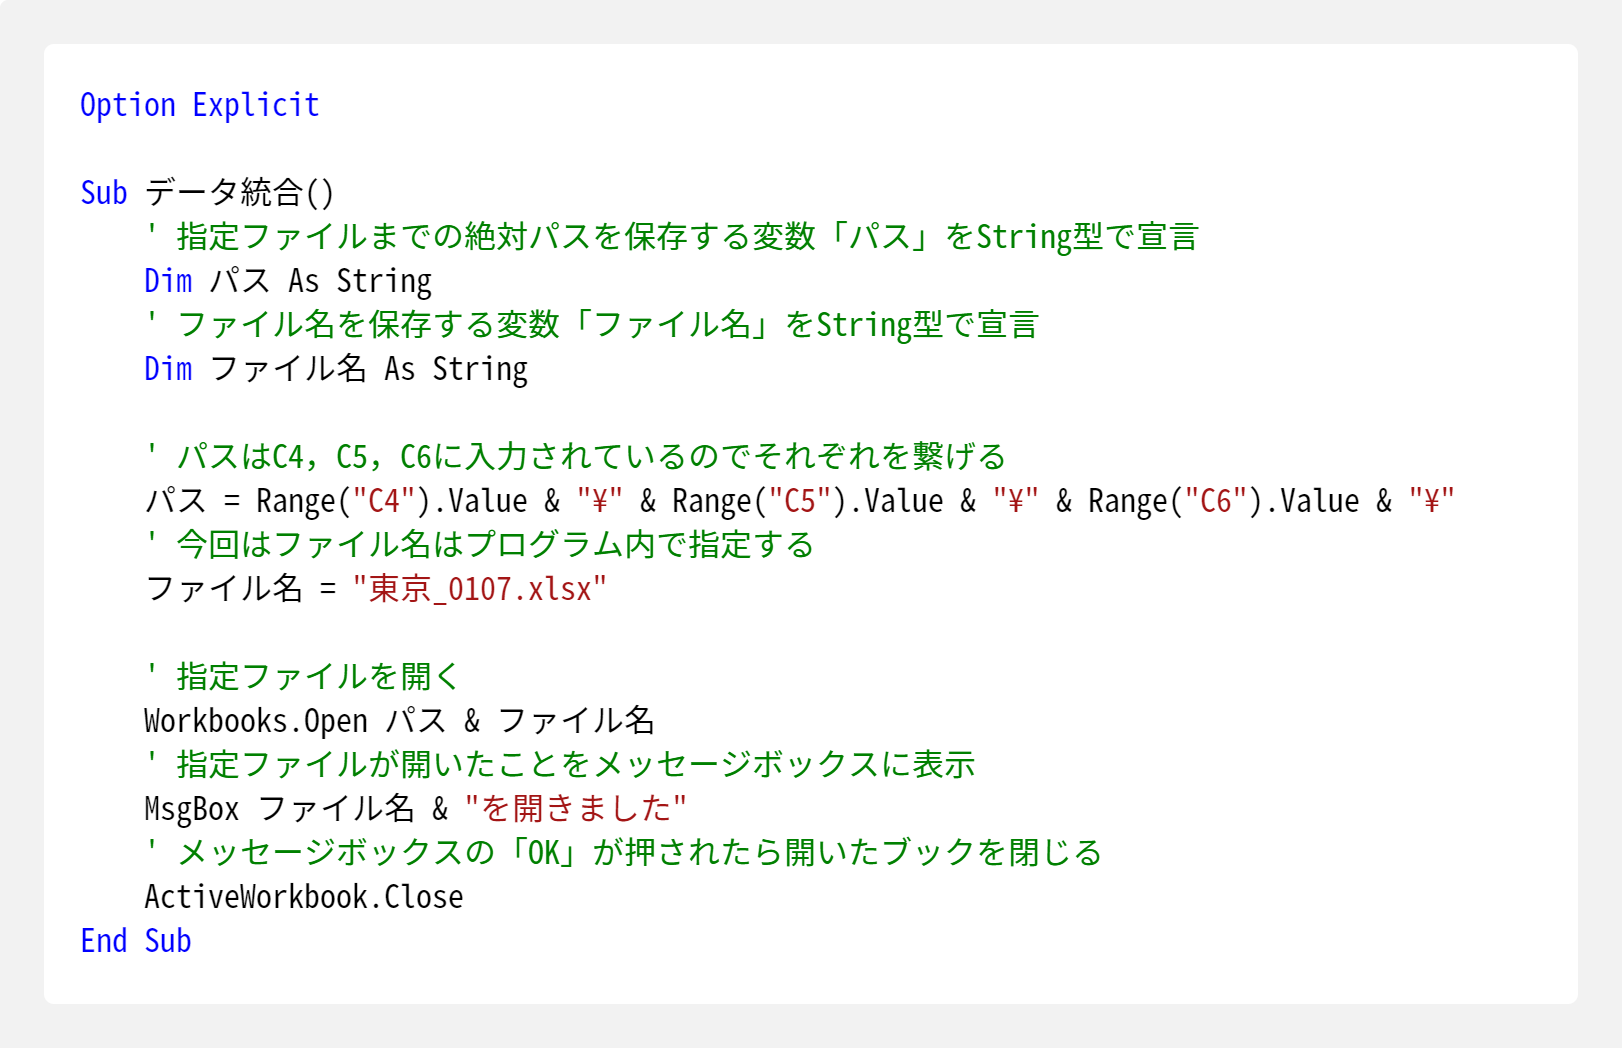 Option Explicit

Sub データ統合()
    ' 指定ファイルまでの絶対パスを保存する変数「パス」をString型で宣言
    Dim パス As String
    ' ファイル名を保存する変数「ファイル名」をString型で宣言
    Dim ファイル名 As String

    ' パスはC4, C5, C6に入力されているのでそれぞれを繋げる
    パス = Range("C4").Value & "¥" & Range("C5").Value & "¥" & Range("C6").Value & "¥"
    ' 今回はファイル名はプログラム内で指定する
    ファイル名 = "東京_0107.xlsx"

    ' 指定ファイルを開く
    Workbooks.Open パス & ファイル名
    ' 指定ファイルが開いたことをメッセージボックスに表示
    MsgBox ファイル名 & "を開きました"
    ' メッセージボックスの「OK」が押されたら開いたブックを閉じる
    ActiveWorkbook.Close
End Sub